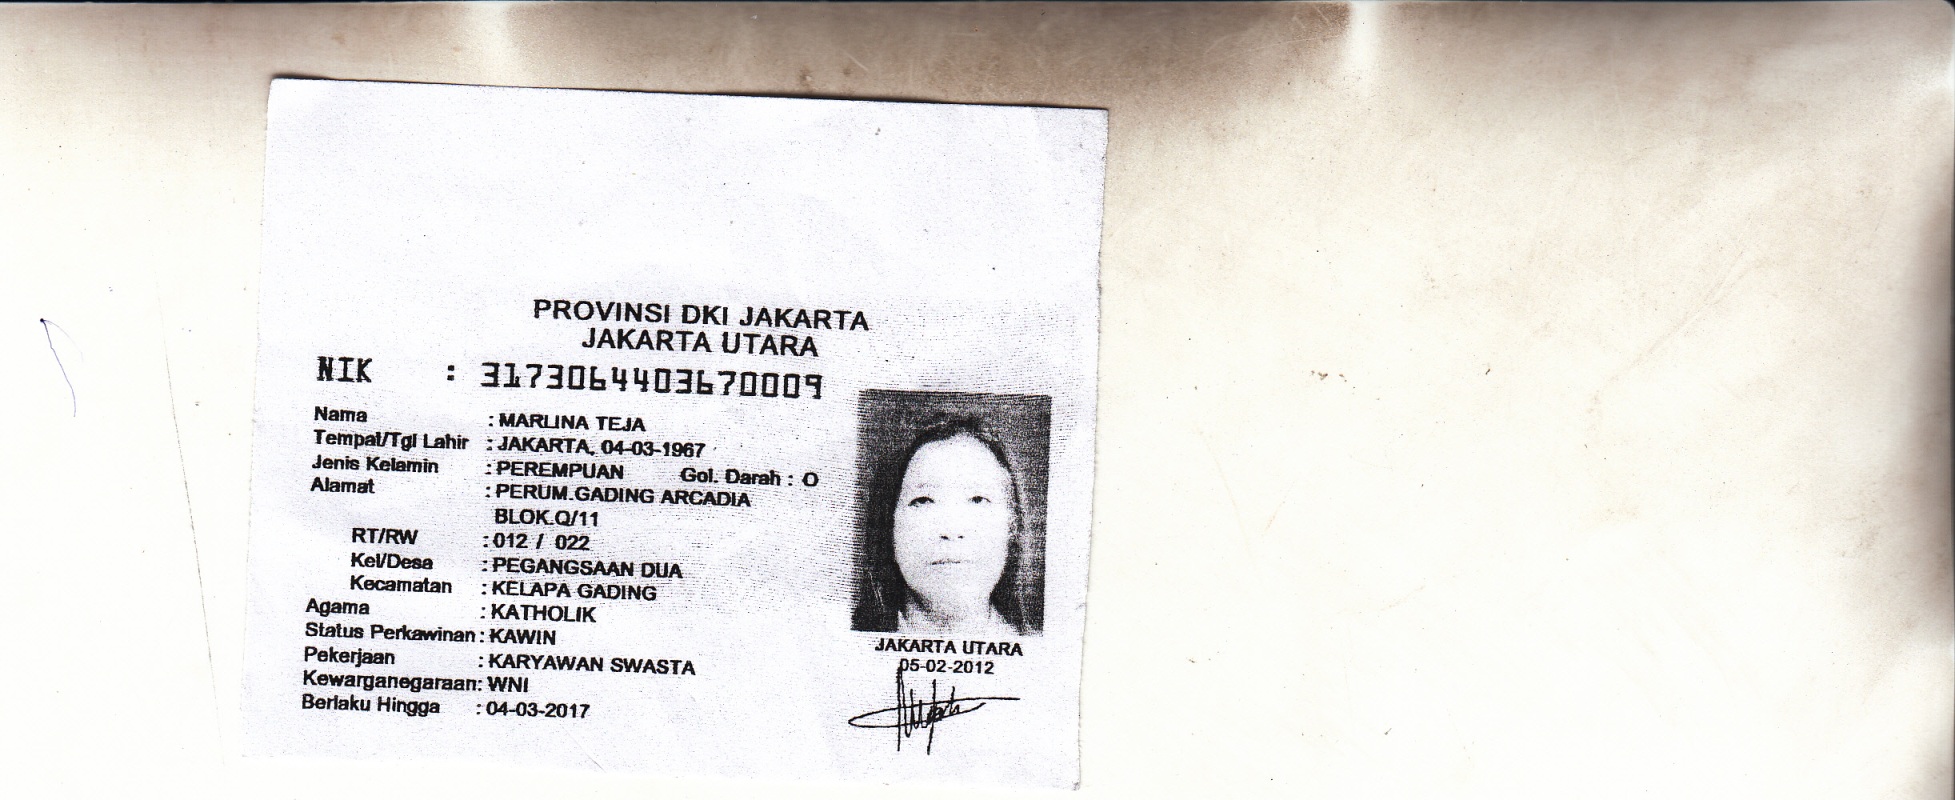 PROVINSI DKI JAKARTA
JAKARTA UTARA
NIK : 3173064403670009
Nama : MARLINA TEJA
Tempat/Tgl Lahir : JAKARTA, 04-03-1967
Jenis Kelamin : PEREMPUAN Gol. Darah : O
Alamat : PERUM.GADING ARCADIA
BLOK.Q/11
RT/RW : 012 / 022
Kel/Desa : PEGANGSAAN DUA
Kecamatan : KELAPA GADING
Agama : KATHOLIK
Status Perkawinan : KAWIN
Pekerjaan : KARYAWAN SWASTA
Kewarganegaraan: WNI
Berlaku Hingga : 04-03-2017
JAKARTA UTARA
05-02-2012